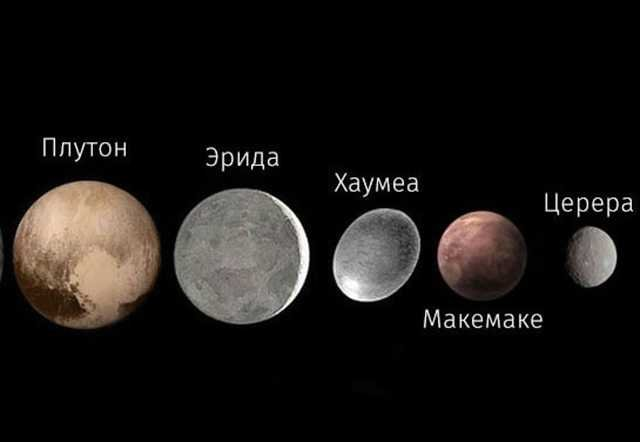 Плутон
Эрида
Хаумеа
Макемаке
Церера